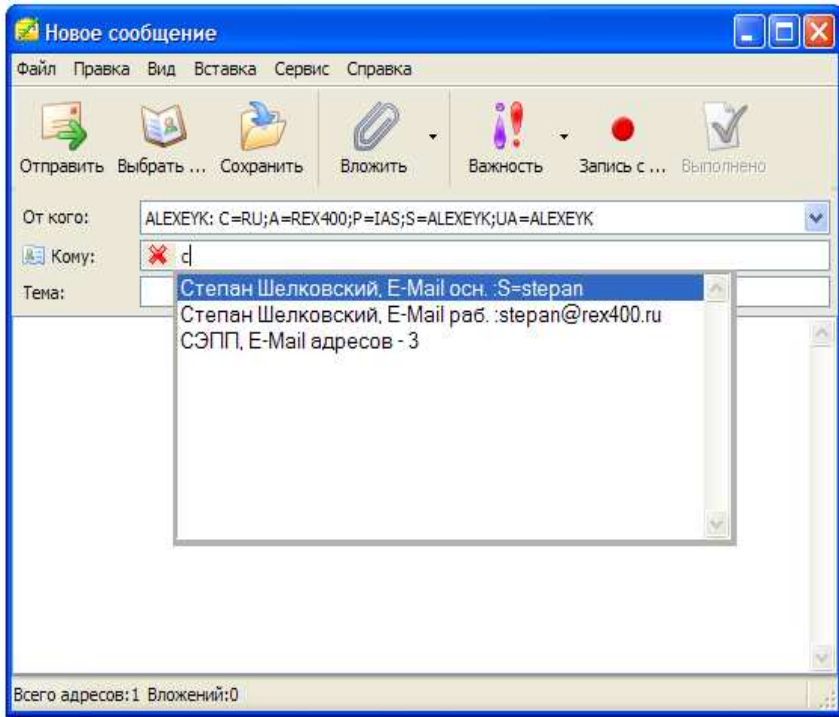 Новое сообщение
Файл Правка Вид Вставка Сервис Справка
Отправить Выбрать ... Сохранить Вложить Важность Запись с ... Выполнено
От кого: ALEXEYK: C=RU;A=REX400;P=IAS;S=ALEXEYK;UA=ALEXEYK
Кому: с
Тема:
Степан Шелковский, E-Mail осн. :S=stepan
Степан Шелковский, E-Mail раб. :stepan@rex400.ru
СЭПП, E-Mail адресов - 3
Всего адресов:1 Вложений:0